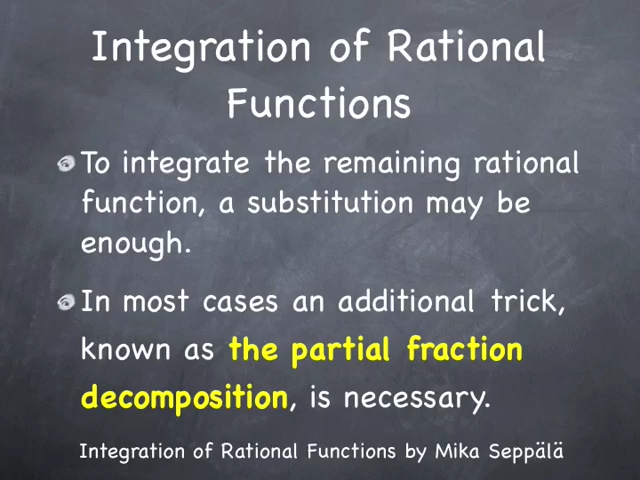 Integration of Rational
Functions
To integrate the remaining rational
function, a substitution may be
enough.
In most cases an additional trick,
known as the partial fraction
decomposition, is necessary.
Integration of Rational Functions by Mika Seppälä